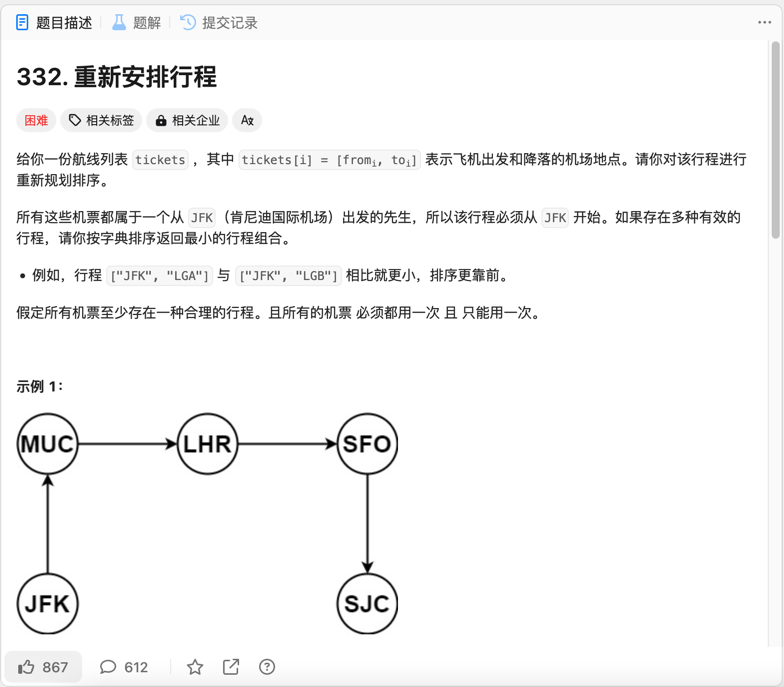 题目描述 题解 提交记录
332. 重新安排行程
困难 相关标签 相关企业
给你一份航线列表 tickets ，其中 tickets[i] = [fromᵢ, toᵢ] 表示飞机出发和降落的机场地点。请你对该行程进行
重新规划排序。
所有这些机票都属于一个从 JFK（肯尼迪国际机场）出发的先生，所以该行程必须从 JFK 开始。如果存在多种有效的
行程，请你按字典排序返回最小的行程组合。
• 例如，行程 ["JFK", "LGA"] 与 ["JFK", "LGB"] 相比就更小，排序更靠前。
假定所有机票至少存在一种合理的行程。且所有的机票 必须都用一次 且 只能用一次。
示例 1：
MUC LHR SFO
JFK SJC
867 612